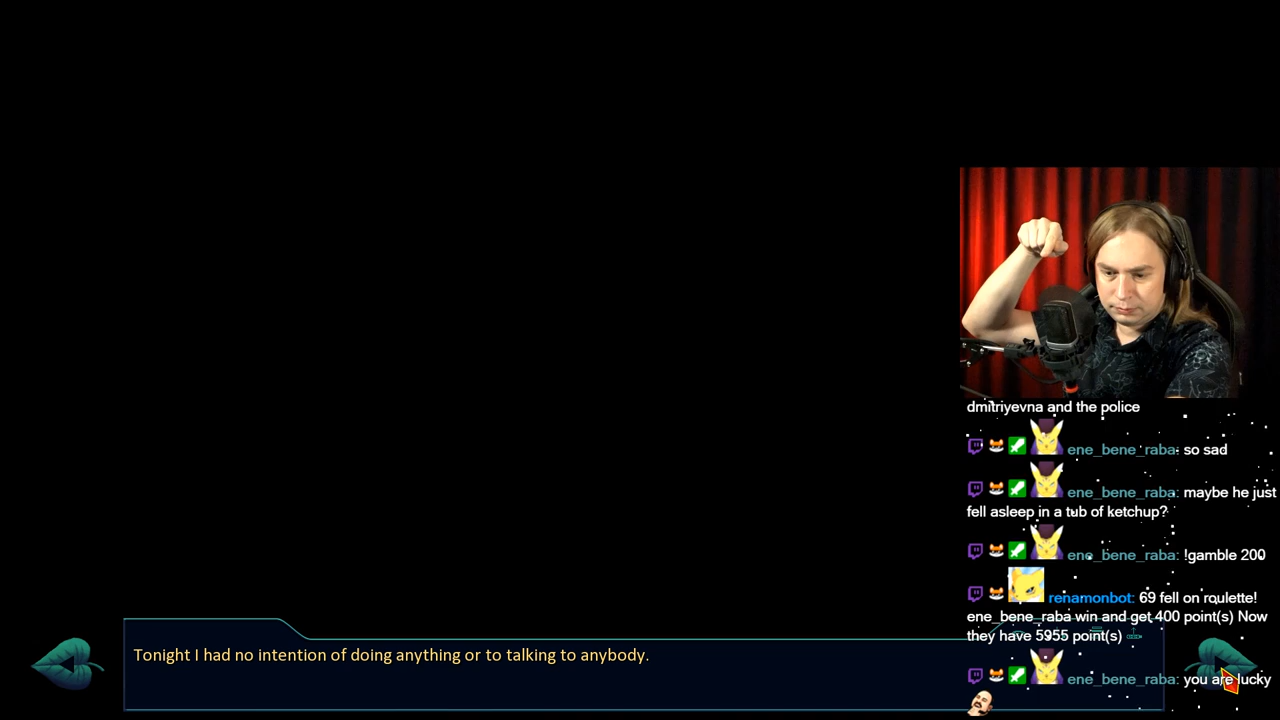 dmitriyevna and the police
ene_bene_raba: so sad
ene_bene_raba: maybe he just
fell asleep in a tub of ketchup?
ene_bene_raba: !gamble 200
renamonbot: 69 fell on roulette!
ene_bene_raba win and get 400 point(s) Now
they have 5955 point(s)
Tonight I had no intention of doing anything or to talking to anybody.
ene_bene_raba: you are lucky